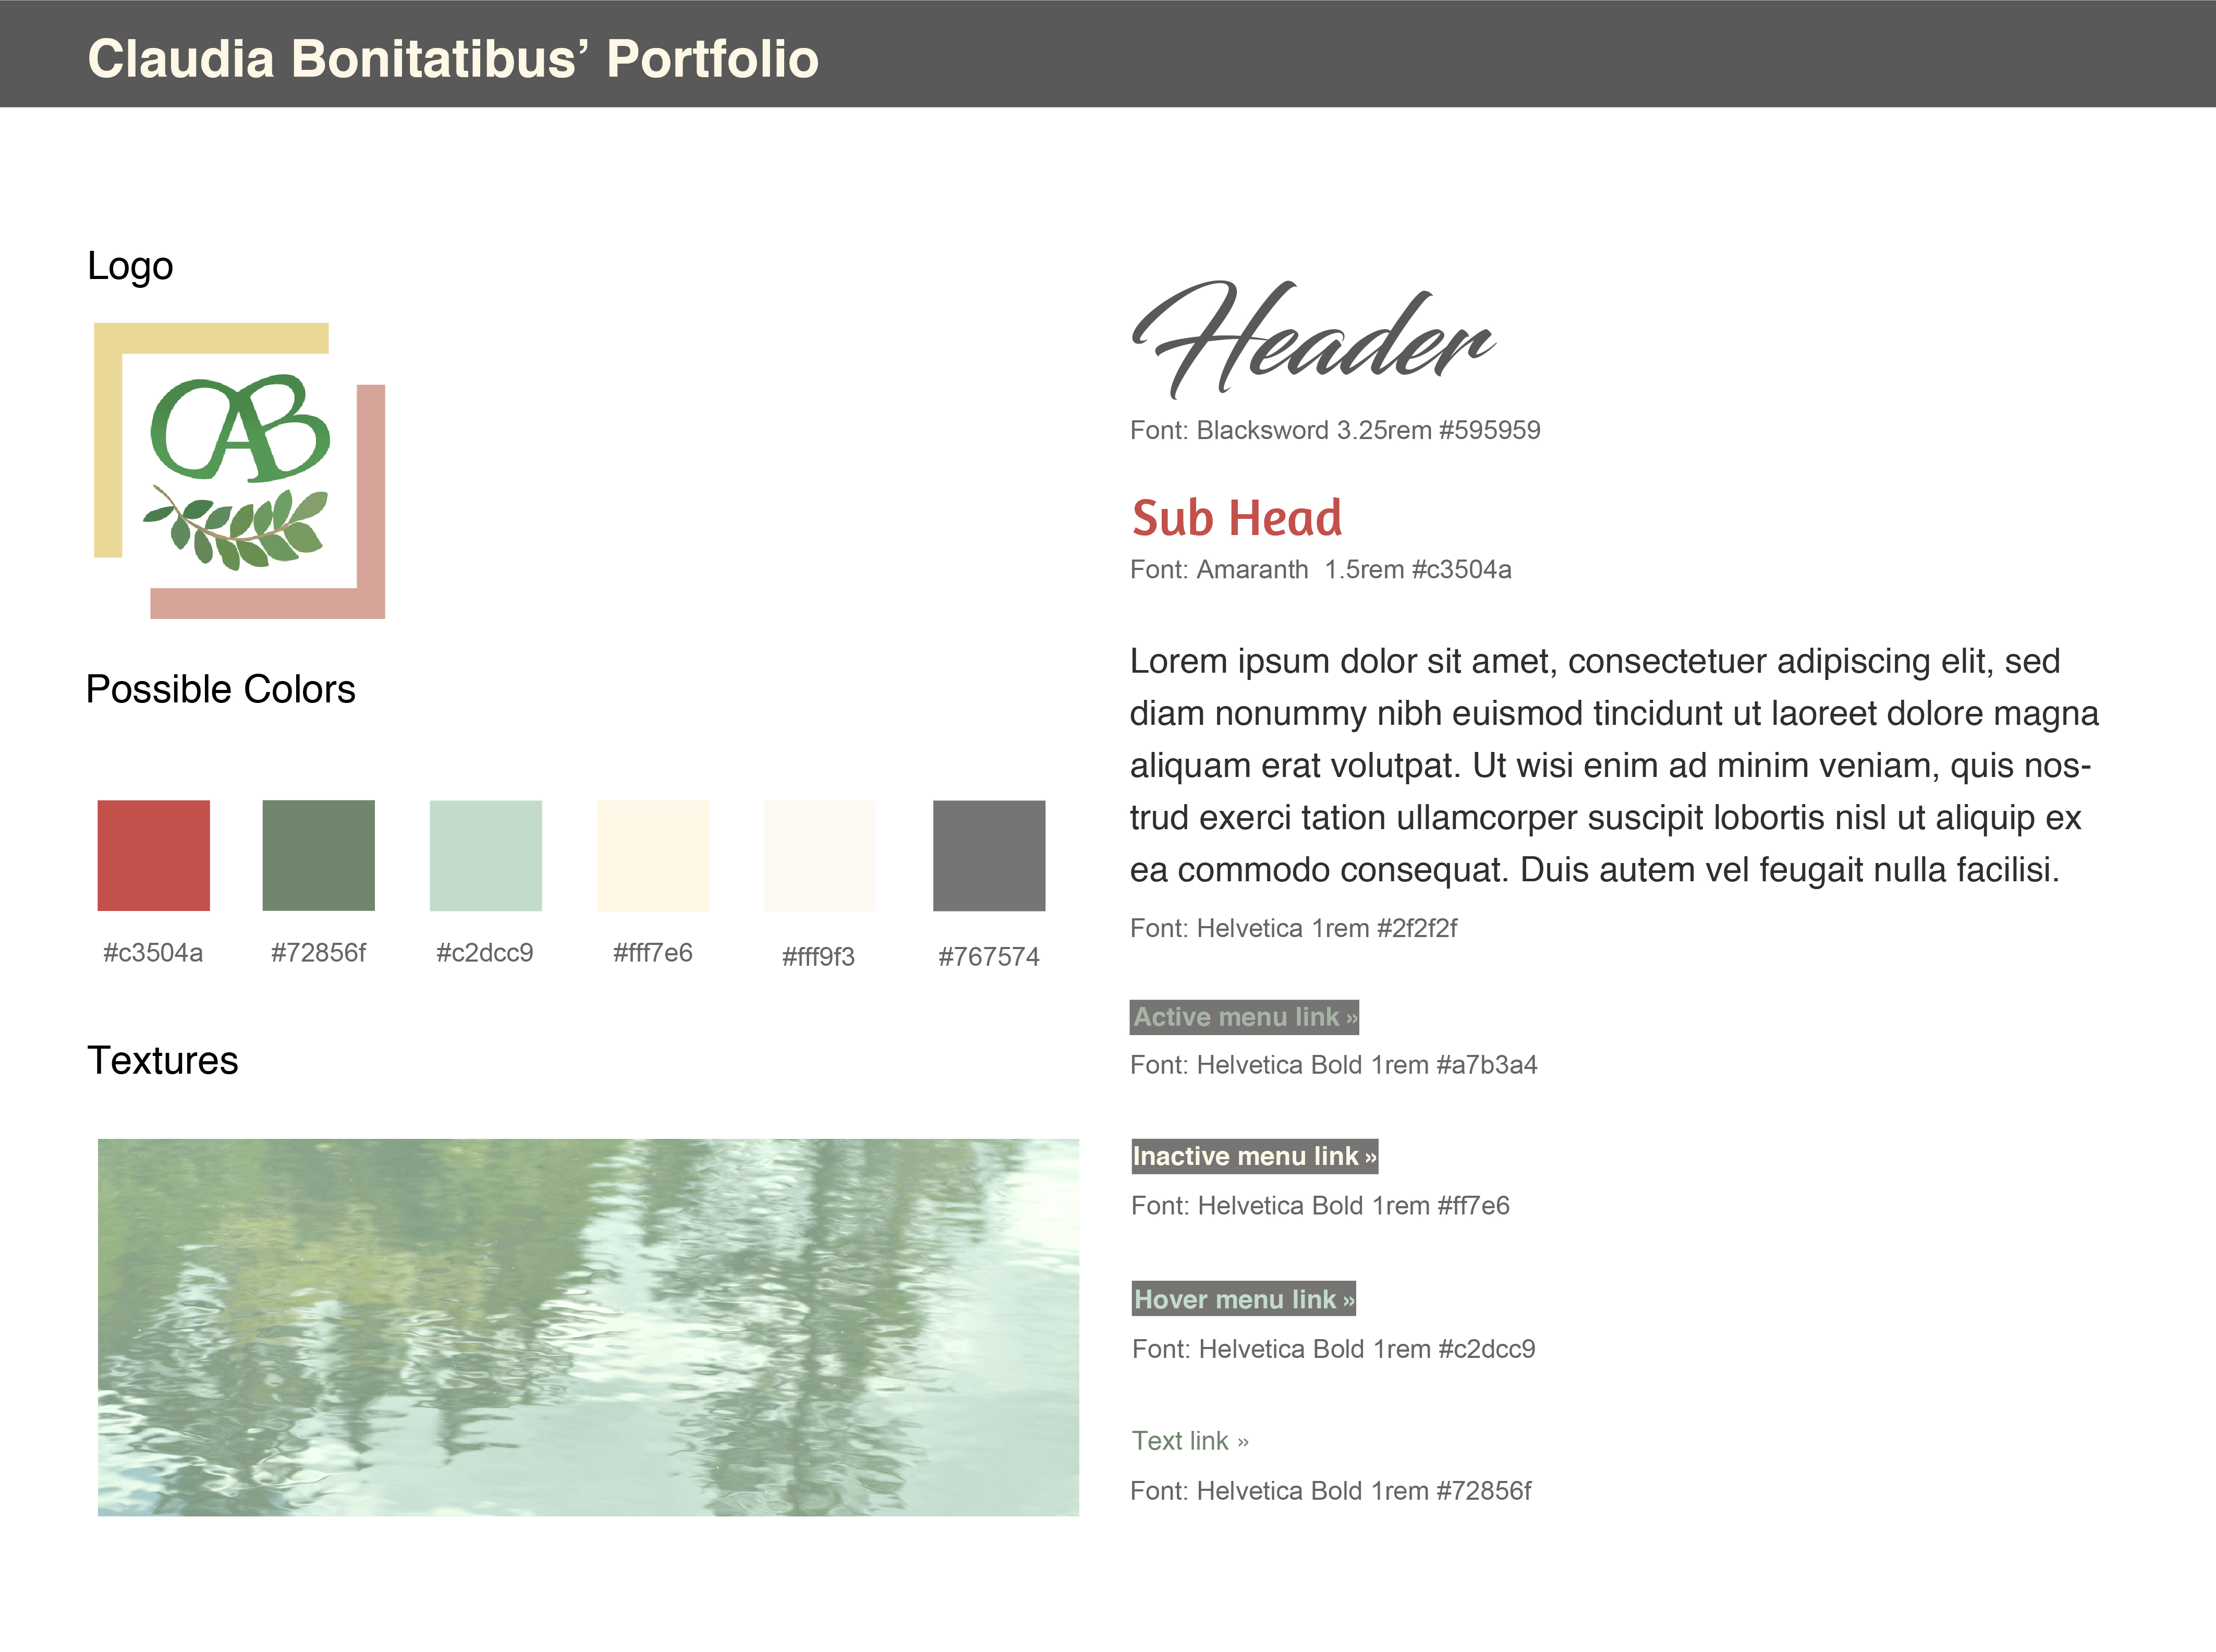 Claudia Bonitatibus’ Portfolio
Logo
CAB
Possible Colors
#c3504a
#72856f
#c2dcc9
#fff7e6
#fff9f3
#767574
Textures
Header
Font: Blacksword 3.25rem #595959
Sub Head
Font: Amaranth  1.5rem #c3504a
Lorem ipsum dolor sit amet, consectetuer adipiscing elit, sed
diam nonummy nibh euismod tincidunt ut laoreet dolore magna
aliquam erat volutpat. Ut wisi enim ad minim veniam, quis nos-
trud exerci tation ullamcorper suscipit lobortis nisl ut aliquip ex
ea commodo consequat. Duis autem vel feugait nulla facilisi.
Font: Helvetica 1rem #2f2f2f
Active menu link »
Font: Helvetica Bold 1rem #a7b3a4
Inactive menu link »
Font: Helvetica Bold 1rem #ff7e6
Hover menu link »
Font: Helvetica Bold 1rem #c2dcc9
Text link »
Font: Helvetica Bold 1rem #72856f